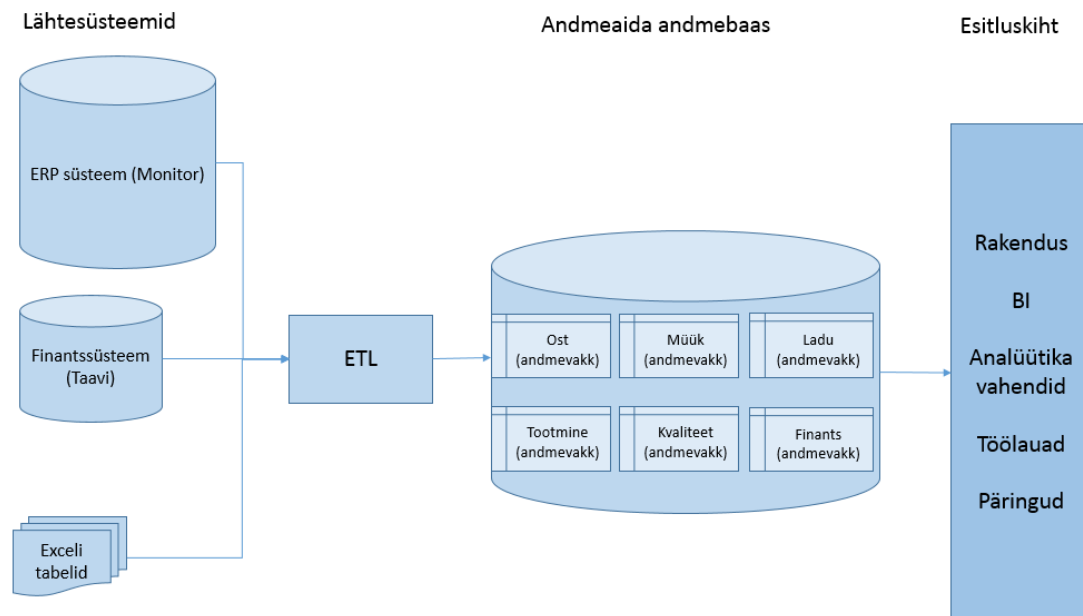 Lähtesüsteemid
Andmeaida andmebaas
Esitluskiht
ERP süsteem (Monitor)
Finantssüsteem
(Taavi)
Exceli
tabelid
ETL
Ost
(andmevakk)
Müük
(andmevakk)
Ladu
(andmevakk)
Tootmine
(andmevakk)
Kvaliteet
(andmevakk)
Finants
(andmevakk)
Rakendus
BI
Analüütika
vahendid
Töölauad
Päringud